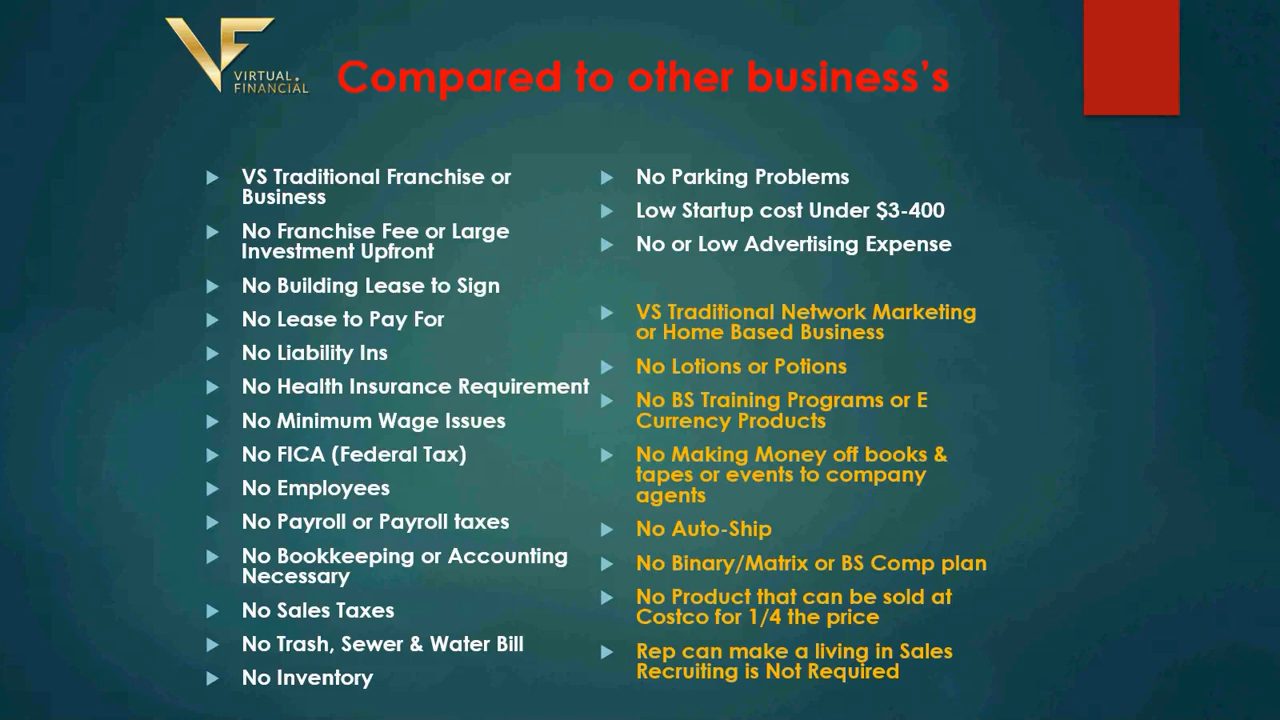 VF
VIRTUAL
FINANCIAL
Compared to other business's
VS Traditional Franchise or
Business
No Franchise Fee or Large
Investment Upfront
No Building Lease to Sign
No Lease to Pay For
No Liability Ins
No Health Insurance Requirement
No Minimum Wage Issues
No FICA (Federal Tax)
No Employees
No Payroll or Payroll taxes
No Bookkeeping or Accounting
Necessary
No Sales Taxes
No Trash, Sewer & Water Bill
No Inventory
No Parking Problems
Low Startup cost Under $3-400
No or Low Advertising Expense
VS Traditional Network Marketing
or Home Based Business
No Lotions or Potions
No BS Training Programs or E
Currency Products
No Making Money off books &
tapes or events to company
agents
No Auto-Ship
No Binary/Matrix or BS Comp plan
No Product that can be sold at
Costco for 1/4 the price
Rep can make a living in Sales
Recruiting is Not Required